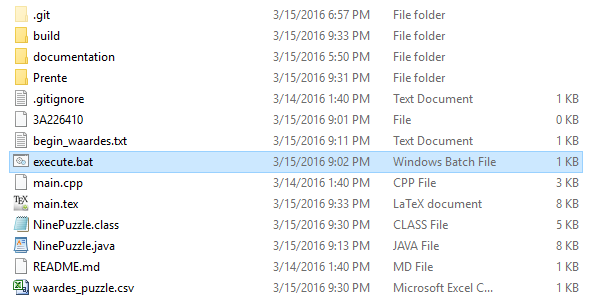 .git 3/15/2016 6:57 PM File folder
build 3/15/2016 9:33 PM File folder
documentation 3/15/2016 5:50 PM File folder
Prente 3/15/2016 9:31 PM File folder
.gitignore 3/14/2016 1:40 PM Text Document 1 KB
3A226410 3/15/2016 9:01 PM File 0 KB
begin_waardes.txt 3/15/2016 9:11 PM Text Document 1 KB
execute.bat 3/15/2016 9:02 PM Windows Batch File 1 KB
main.cpp 3/14/2016 1:40 PM CPP File 3 KB
main.tex 3/15/2016 9:33 PM LaTeX document 8 KB
NinePuzzle.class 3/15/2016 9:30 PM CLASS File 5 KB
NinePuzzle.java 3/15/2016 9:13 PM JAVA File 8 KB
README.md 3/14/2016 1:40 PM MD File 1 KB
waardes_puzzle.csv 3/15/2016 9:30 PM Microsoft Excel C... 1 KB